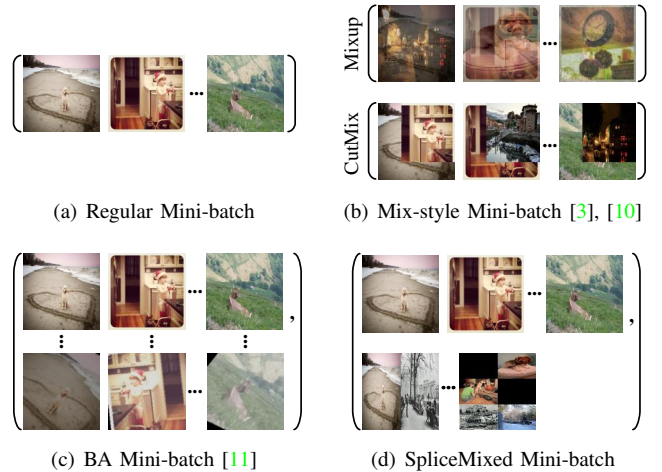 Mixup
CutMix
(a) Regular Mini-batch
(b) Mix-style Mini-batch [3], [10]
(c) BA Mini-batch [11]
(d) SpliceMixed Mini-batch